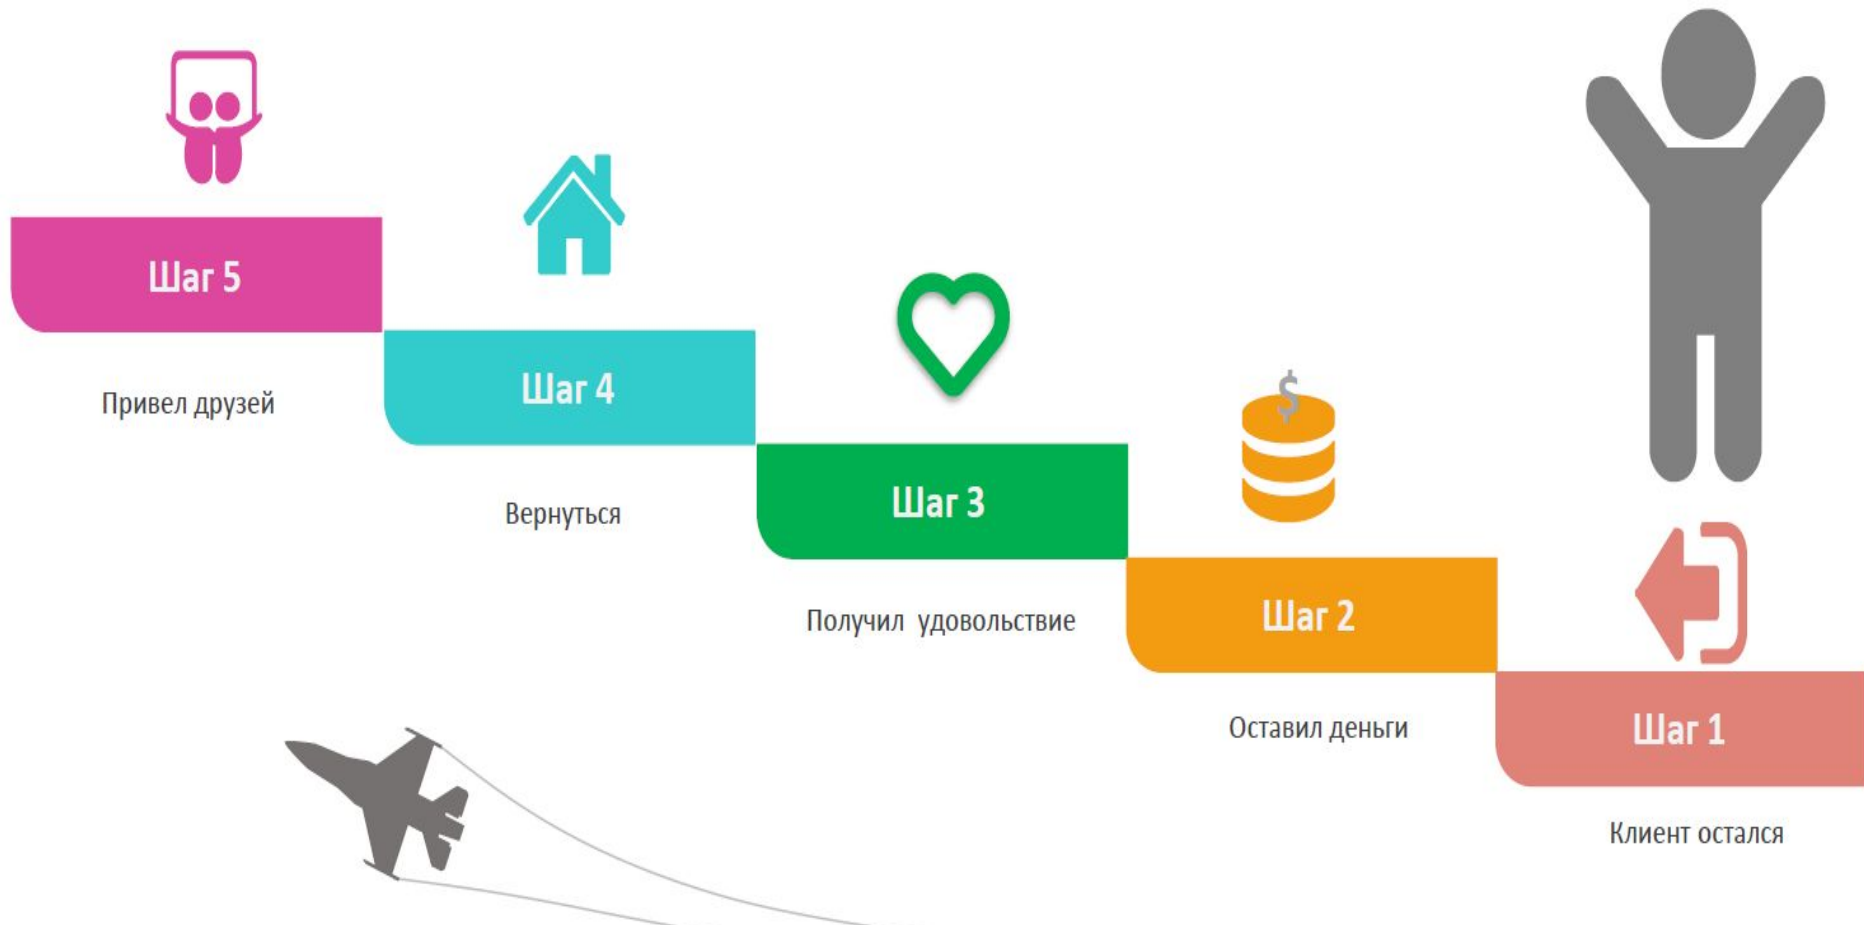 Шаг 5
Привел друзей
Шаг 4
Вернуться
Шаг 3
Получил удовольствие
$
Шаг 2
Оставил деньги
Шаг 1
Клиент остался